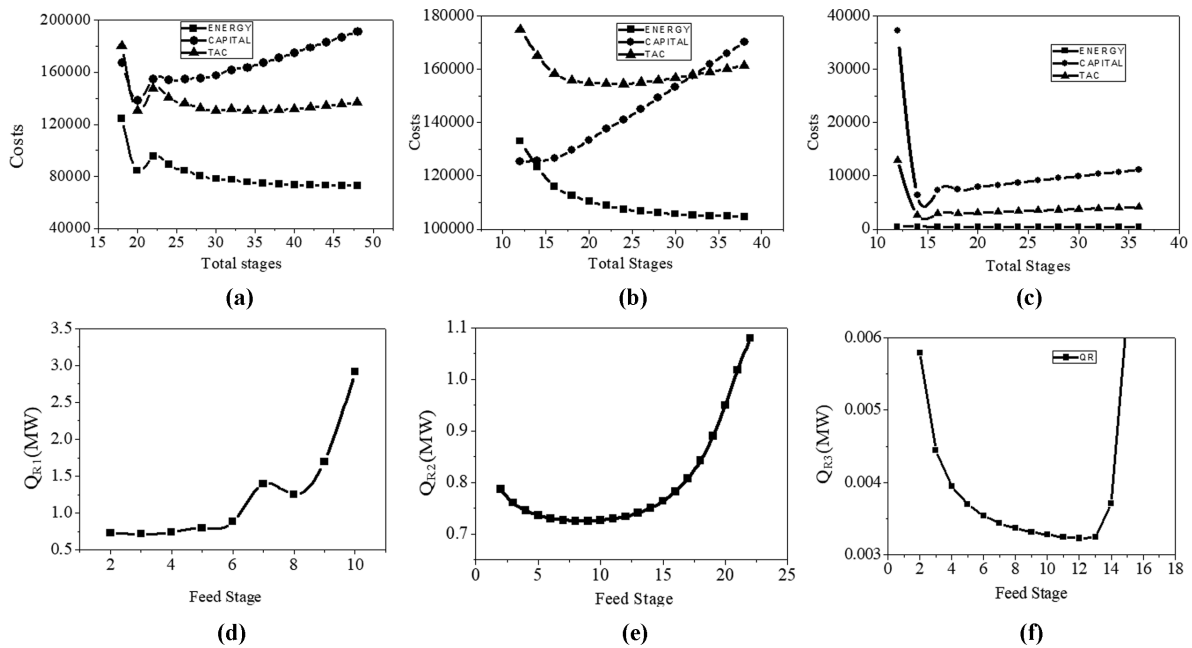 200000
160000
120000
80000
40000
Costs
ENERGY
CAPITAL
TAC
15 20 25 30 35 40 45 50
Total stages
(a)
180000
160000
140000
120000
100000
Costs
ENERGY
CAPITAL
TAC
10 15 20 25 30 35 40
Total Stages
(b)
40000
30000
20000
10000
0
Costs
ENERGY
CAPITAL
TAC
10 15 20 25 30 35 40
Total Stages
(c)
3.5
3.0
2.5
2.0
1.5
1.0
0.5
QR1(MW)
2 4 6 8 10
Feed Stage
(d)
1.1
1.0
0.9
0.8
0.7
QR2(MW)
0 5 10 15 20 25
Feed Stage
(e)
0.006
0.005
0.004
0.003
QR3(MW)
QR
0 2 4 6 8 10 12 14 16 18
Feed Stage
(f)